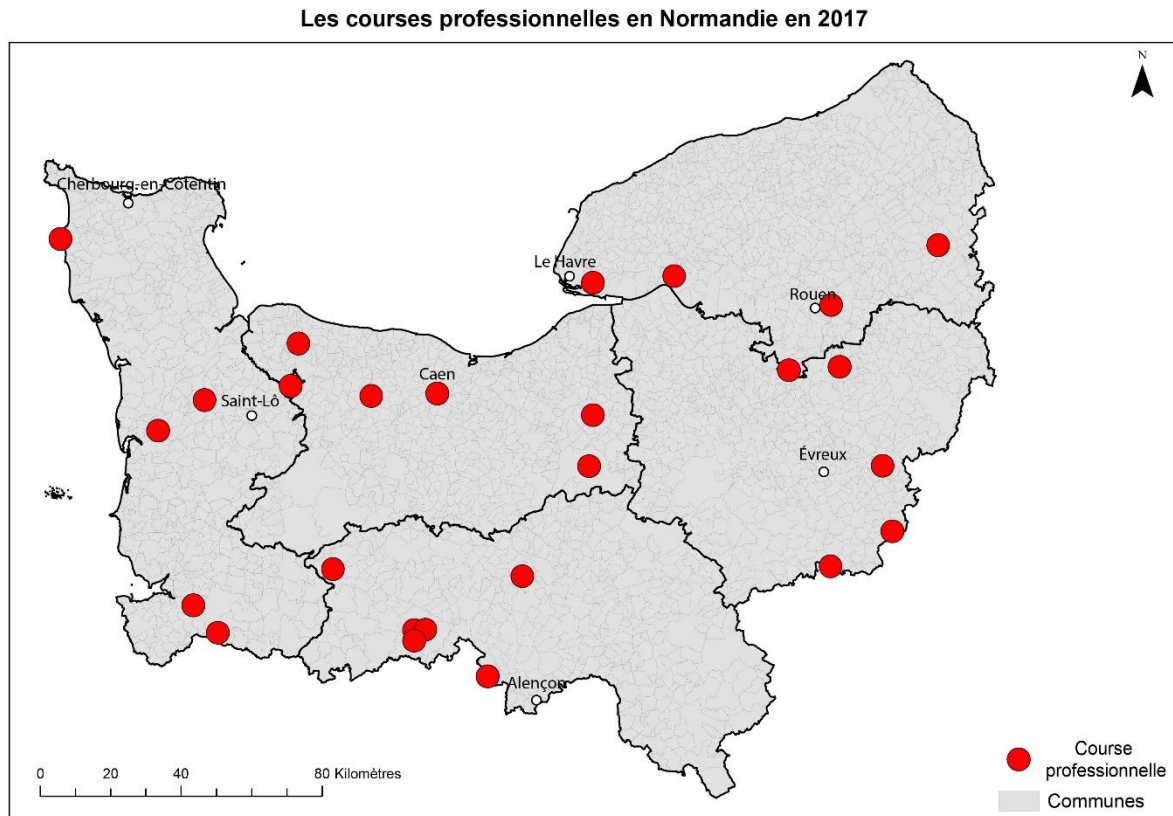 Les courses professionnelles en Normandie en 2017
N
Cherbourg-en-Cotentin
Le Havre
Rouen
Caen
Saint-Lô
Évreux
Alençon
0 20 40 80 Kilomètres
Course
professionnelle
Communes